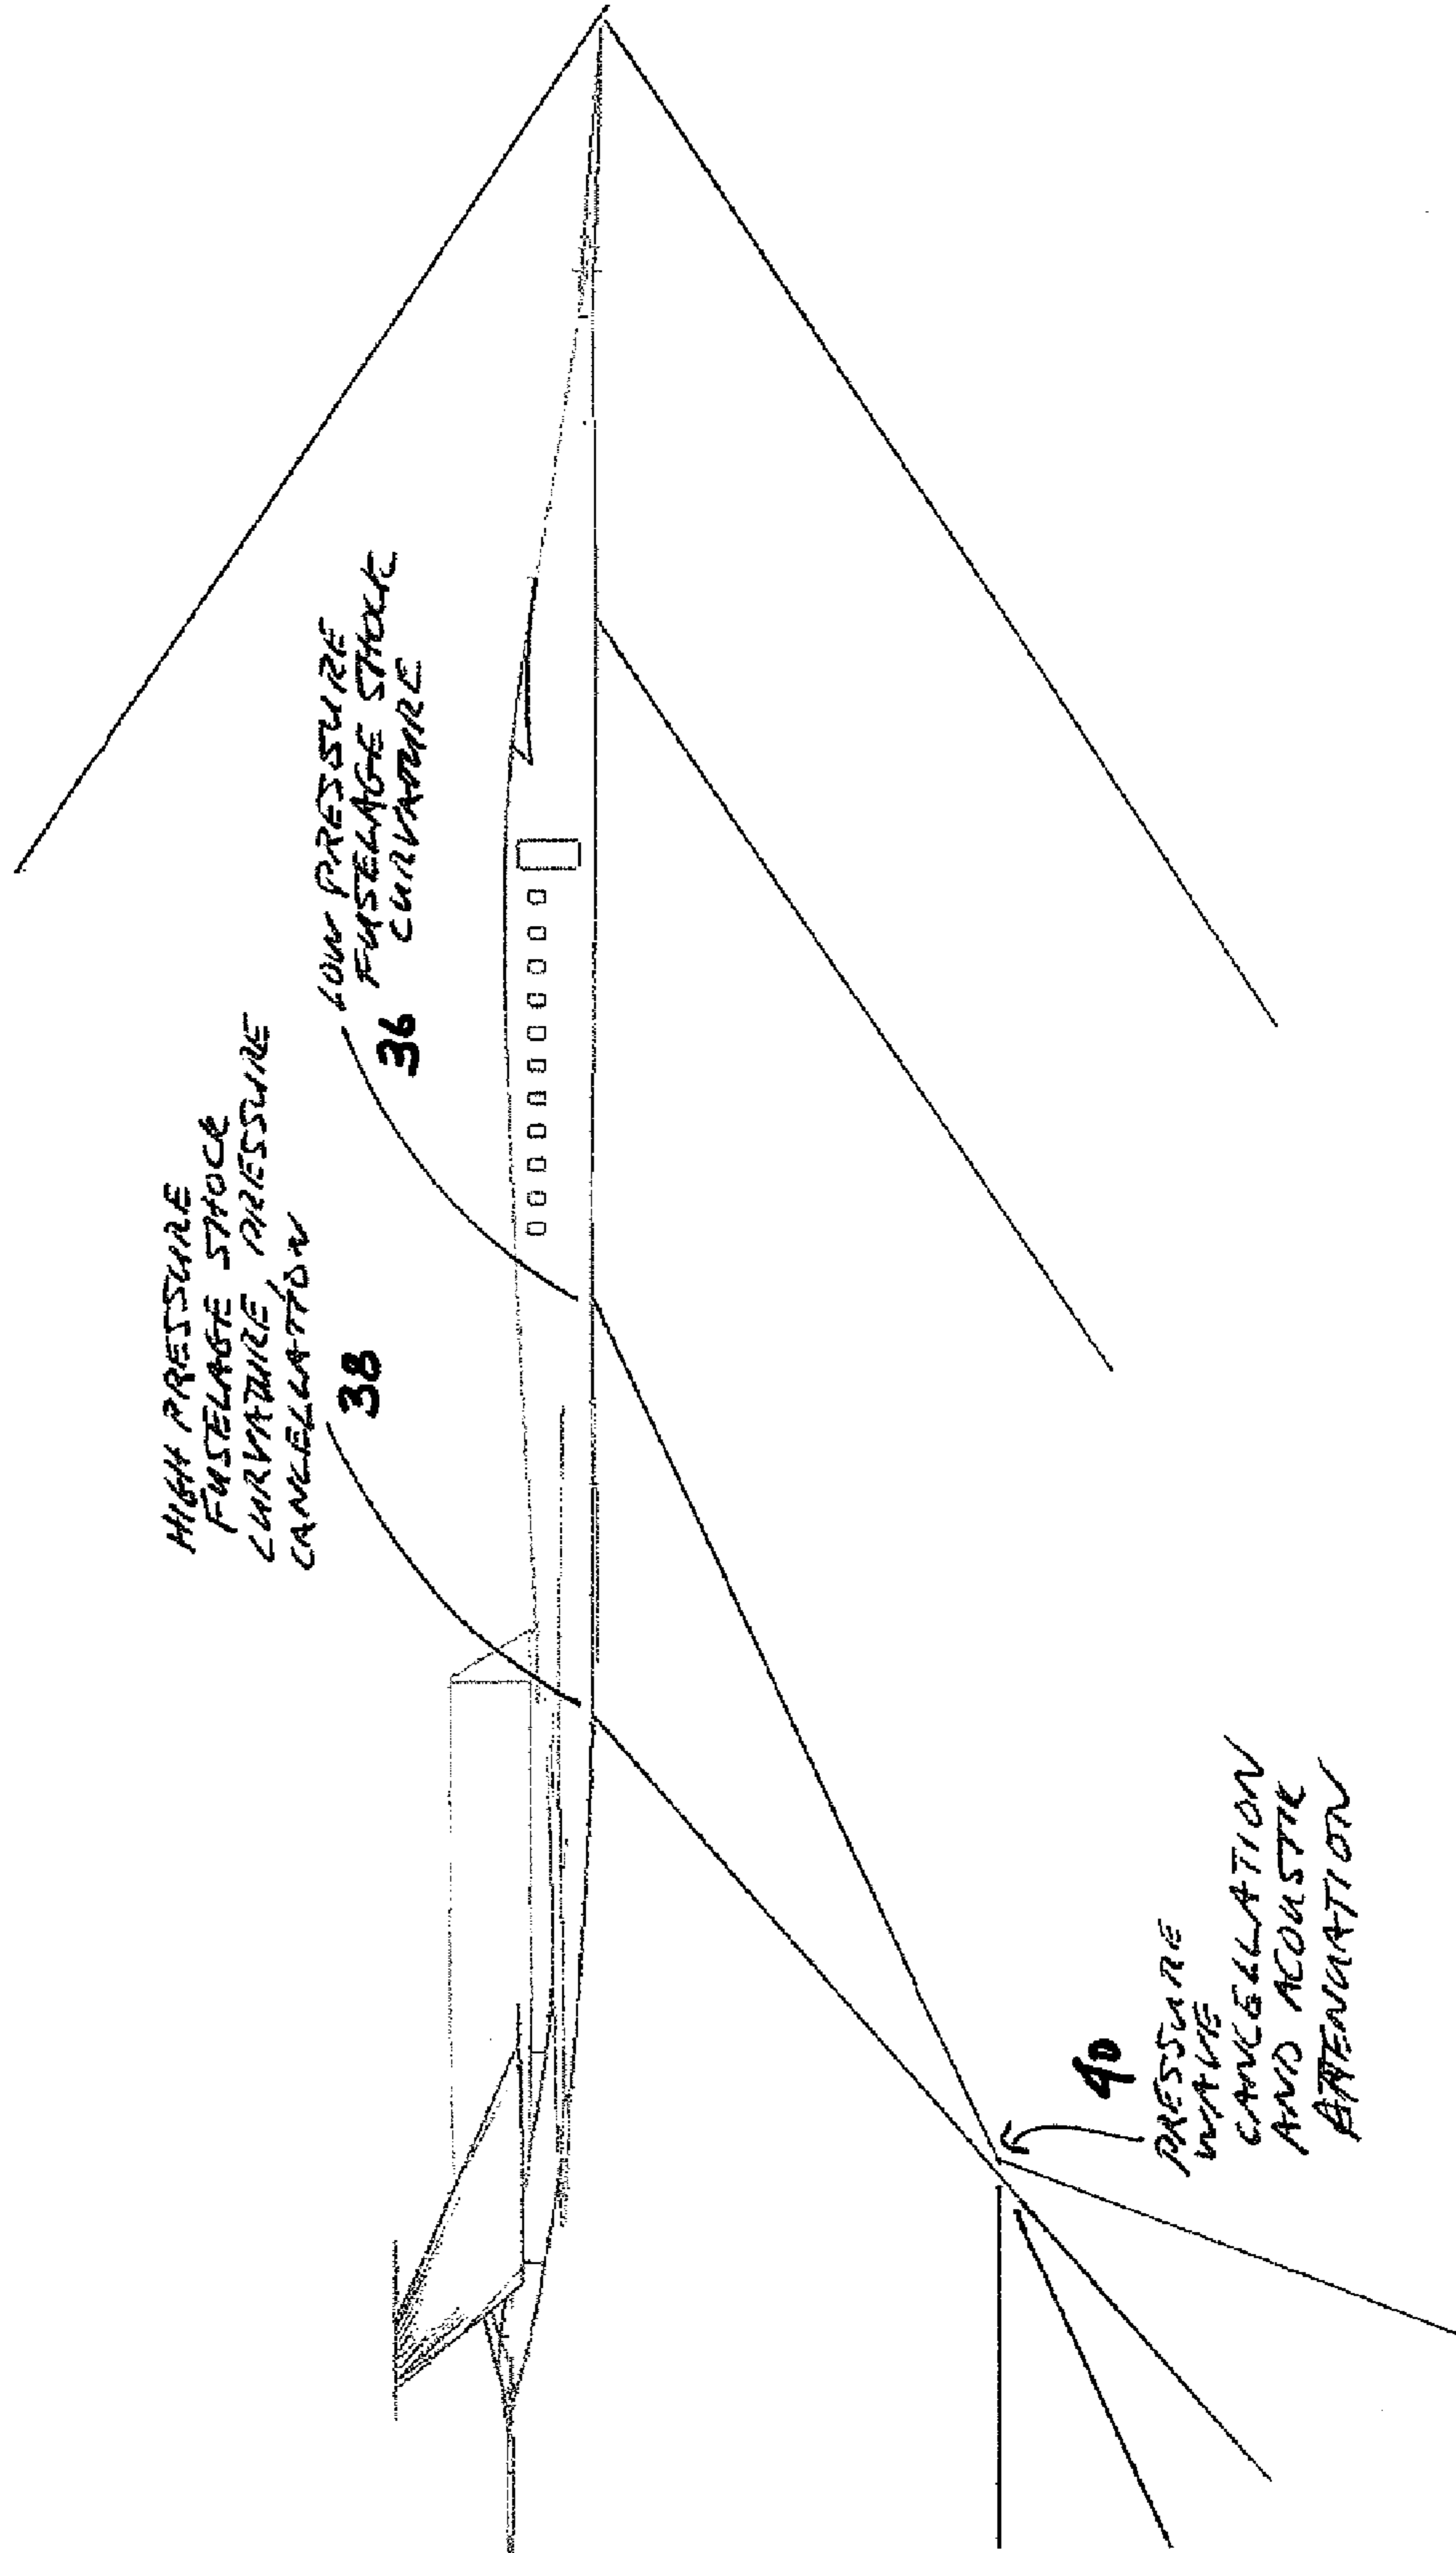 HIGH PRESSURE
FUSELAGE SHOCK
CURVATURE, PRESSURE
CANCELLATION
38
LOW PRESSURE
FUSELAGE SHOCK
CURVATURE
36
40
PRESSURE
WAVE
CANCELLATION
AND ACOUSTIC
ATTENUATION